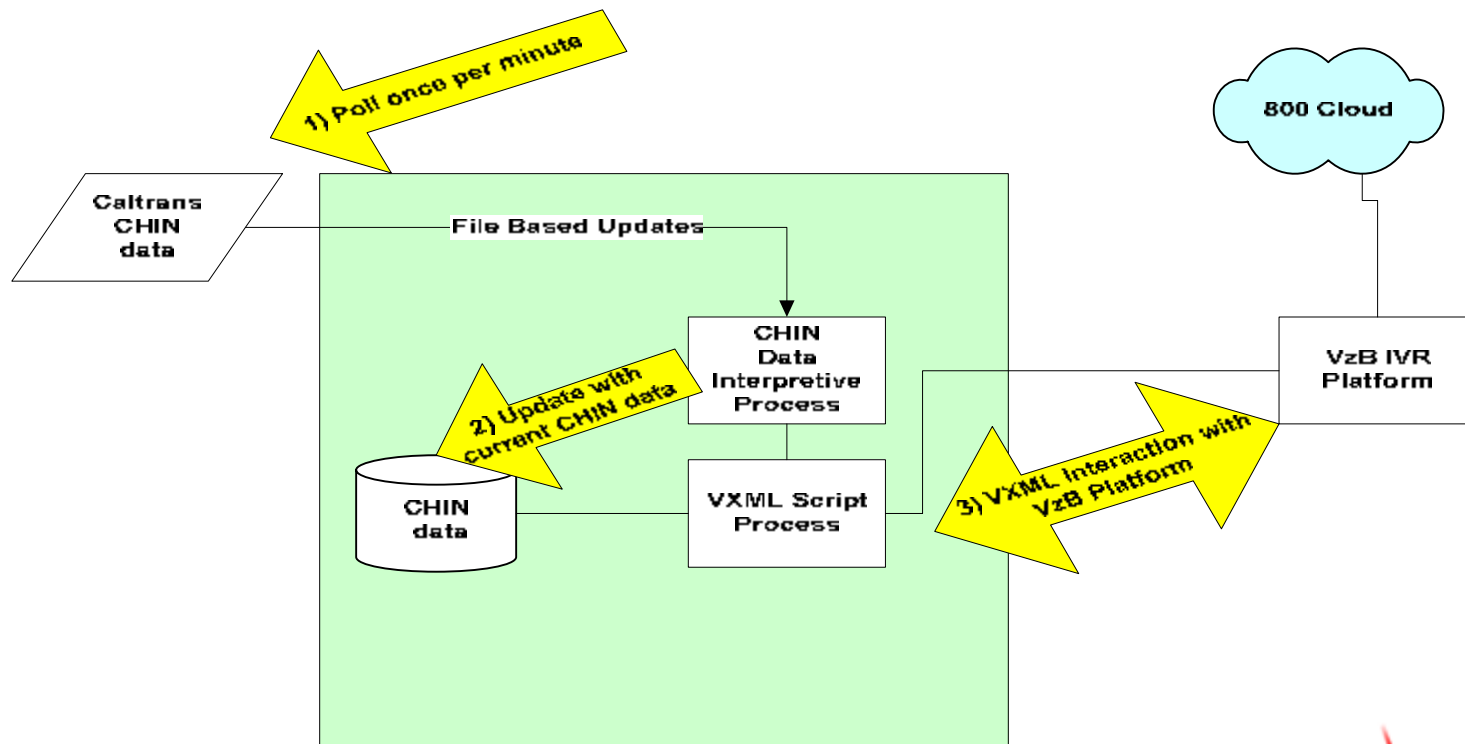 1) Poll once per minute
800 Cloud
Caltrans
CHIN
data
File Based Updates
CHIN
Data
Interpretive
Process
VzB IVR
Platform
2) Update with
current CHIN data
3) VXML Interaction with
VzB Platform
CHIN
data
VXML Script
Process